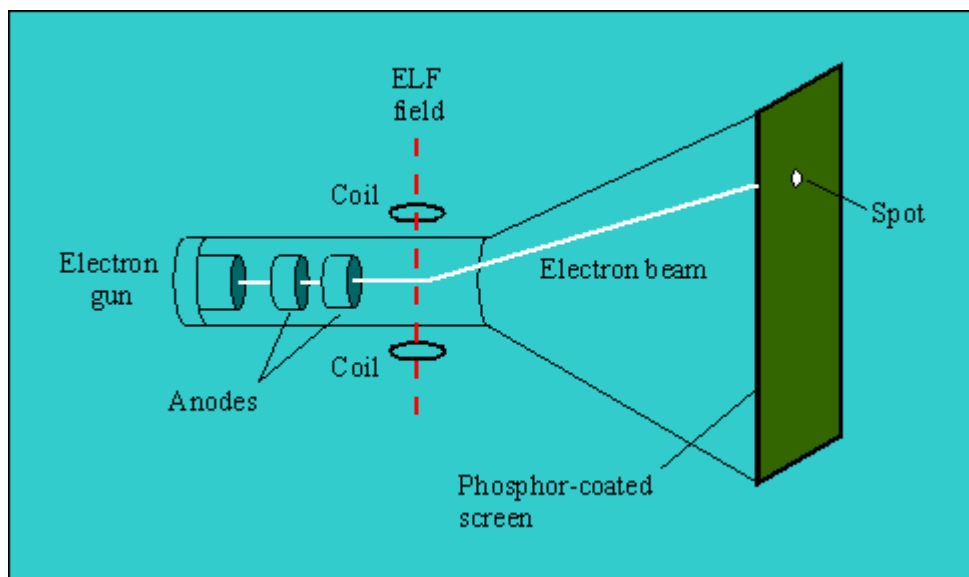 ELF
field
Coil
Spot
Electron
gun
Electron beam
Coil
Anodes
Phosphor-coated
screen